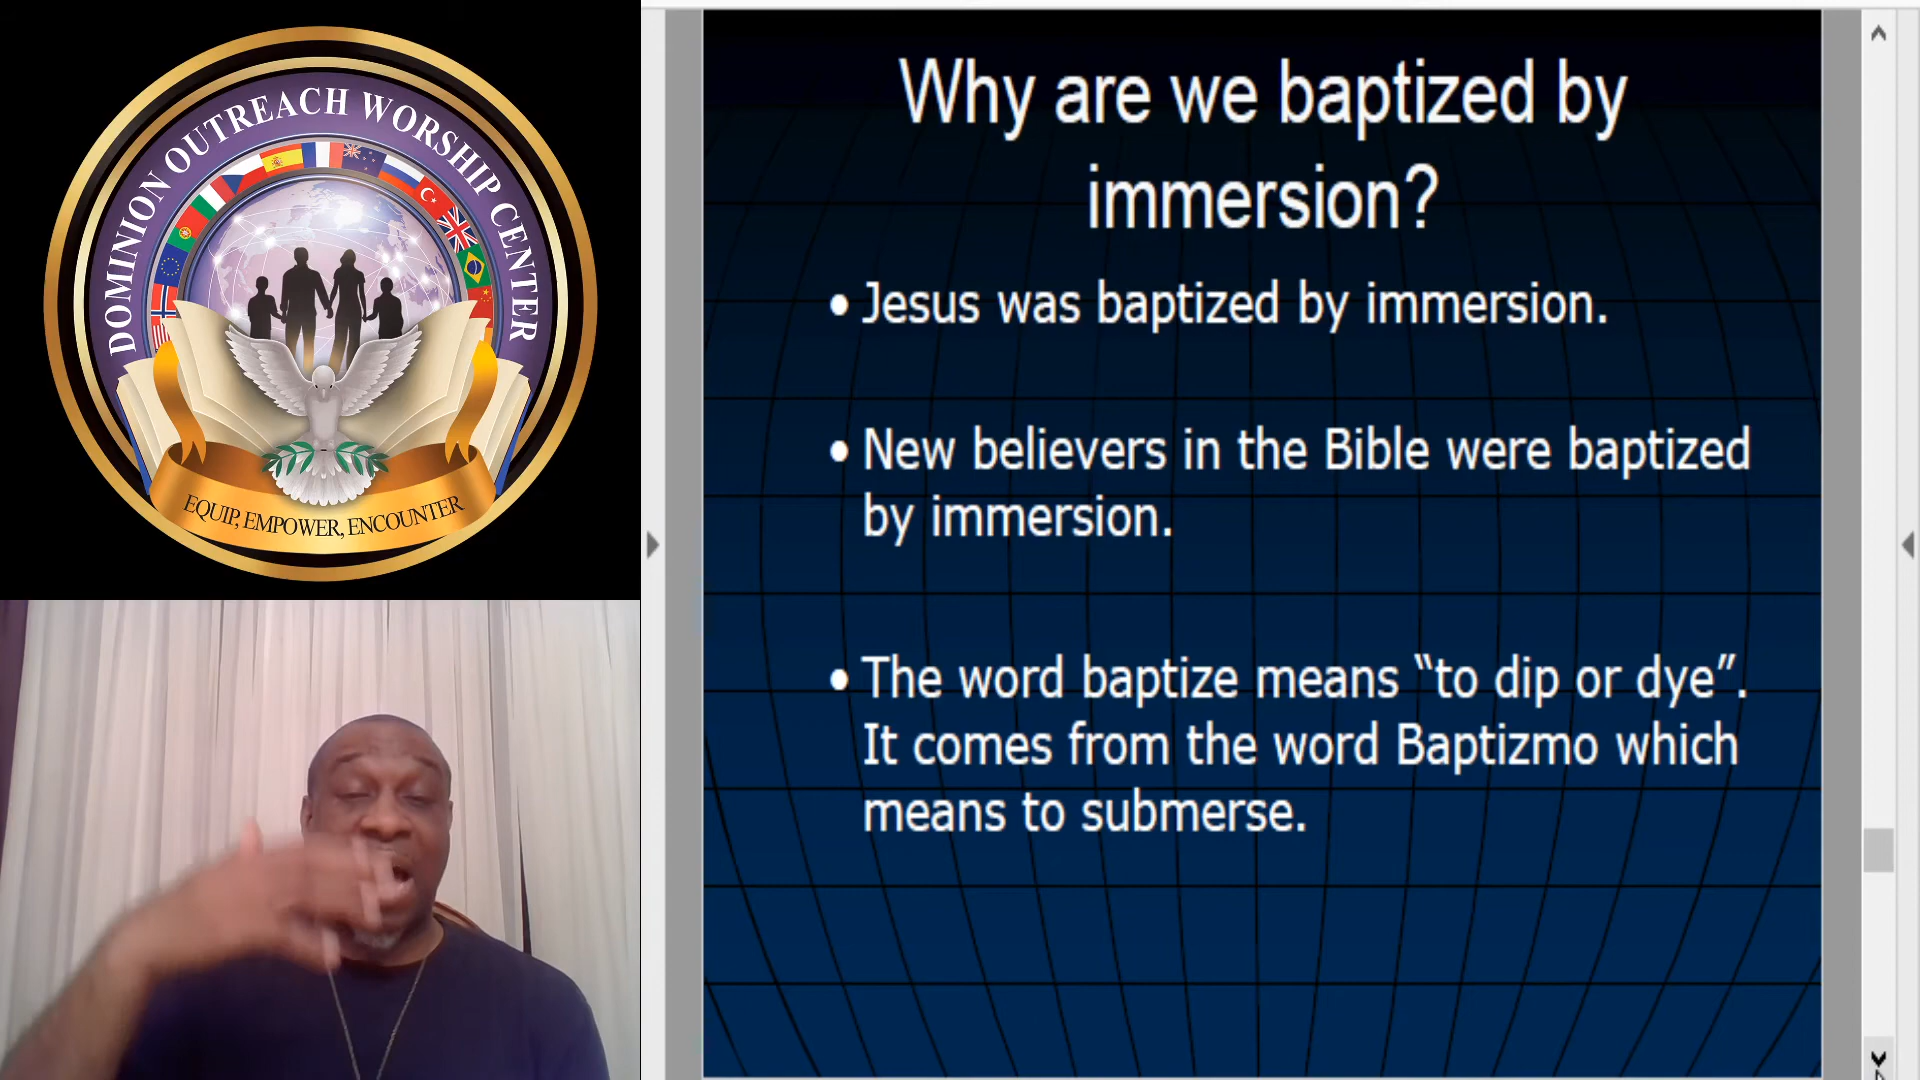 DOMINION OUTREACH WORSHIP CENTER
EQUIP, EMPOWER, ENCOUNTER
Why are we baptized by
immersion?
• Jesus was baptized by immersion.
• New believers in the Bible were baptized
by immersion.
• The word baptize means “to dip or dye”.
It comes from the word Baptizmo which
means to submerse.